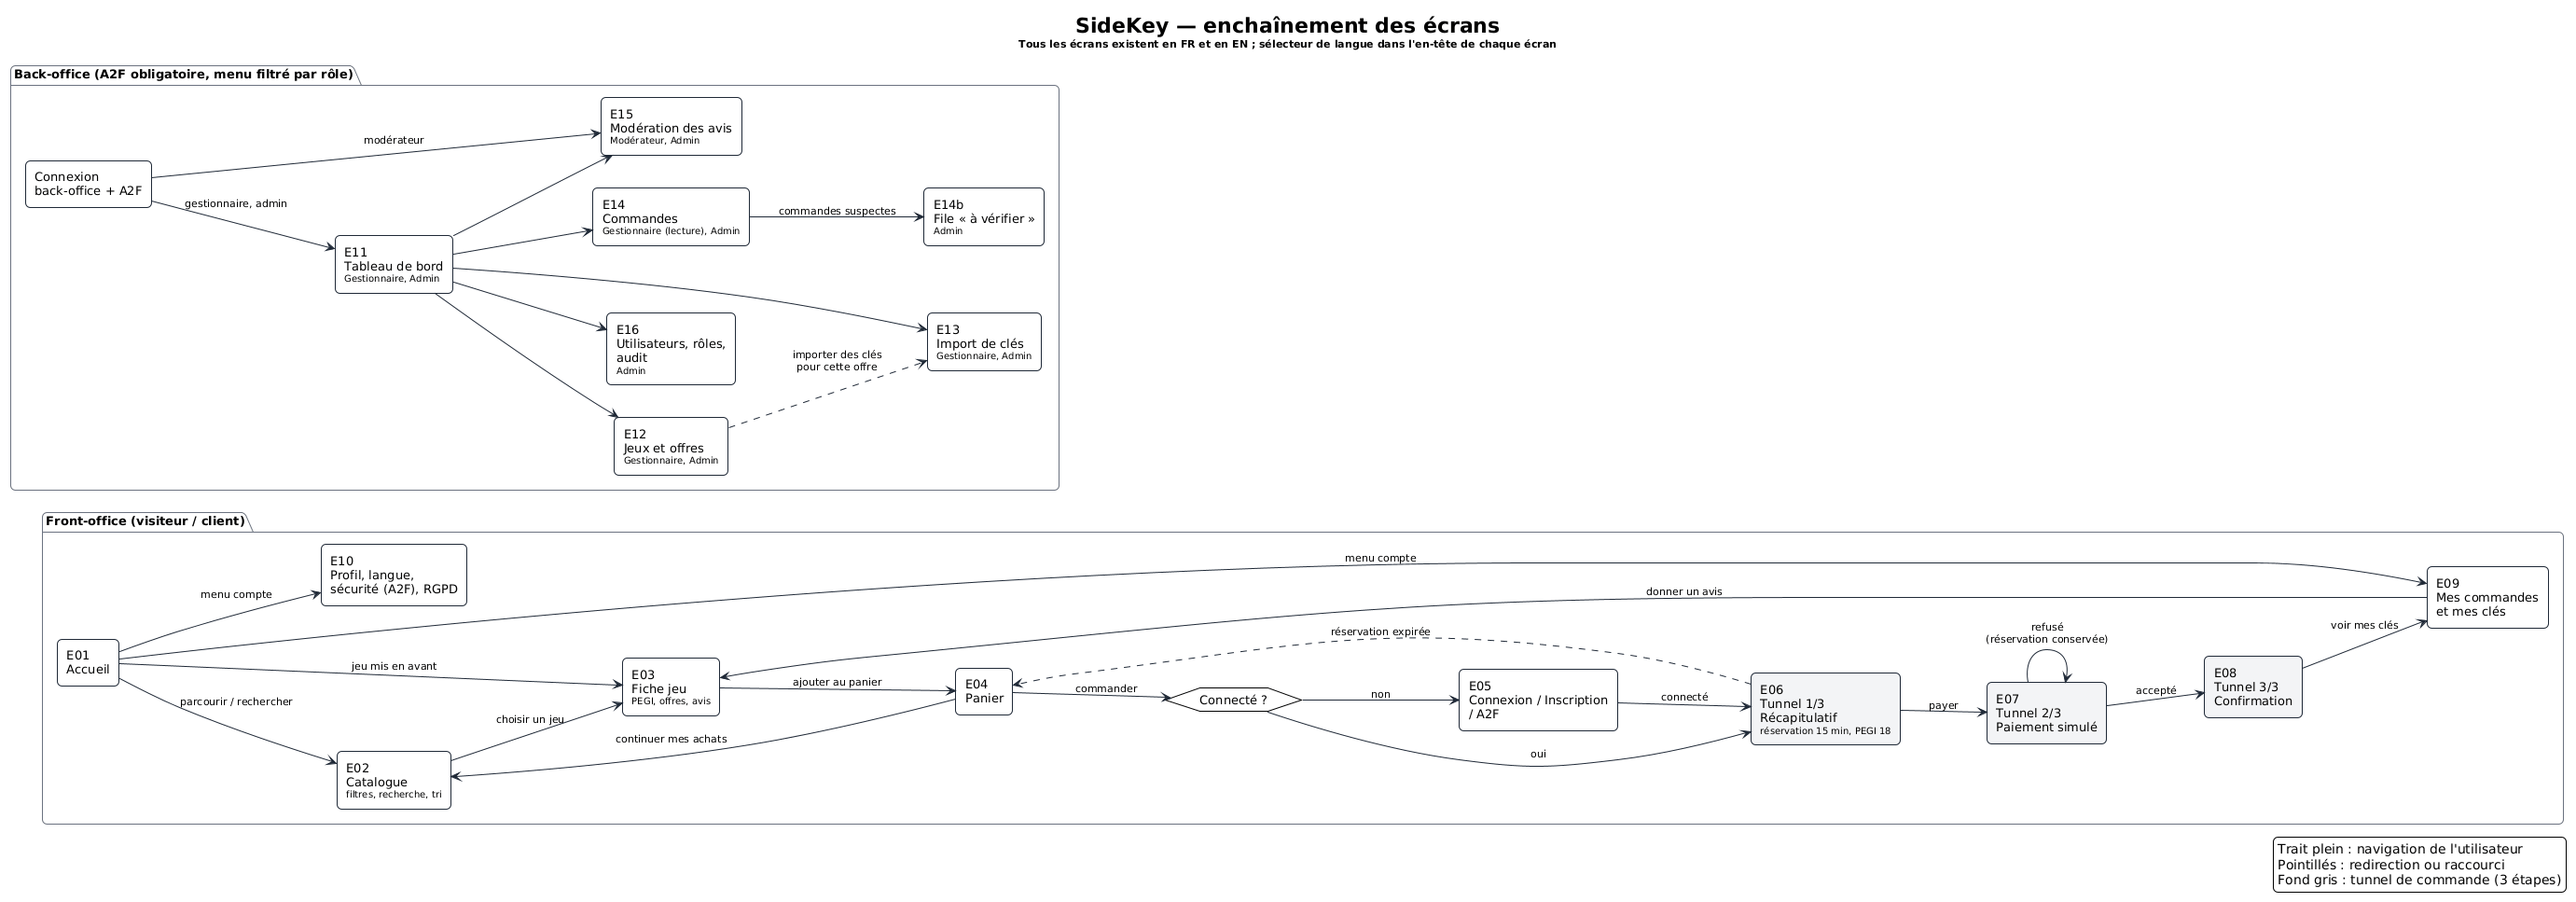 SideKey — enchaînement des écrans
Tous les écrans existent en FR et en EN ; sélecteur de langue dans l'en-tête de chaque écran
Back-office (A2F obligatoire, menu filtré par rôle)
Connexion
back-office + A2F
modérateur
gestionnaire, admin
E15
Modération des avis
Modérateur, Admin
E11
Tableau de bord
Gestionnaire, Admin
E14
Commandes
Gestionnaire (lecture), Admin
commandes suspectes
E14b
File « à vérifier »
Admin
E16
Utilisateurs, rôles,
audit
Admin
E13
Import de clés
Gestionnaire, Admin
importer des clés
pour cette offre
E12
Jeux et offres
Gestionnaire, Admin
Front-office (visiteur / client)
E10
Profil, langue,
sécurité (A2F), RGPD
menu compte
menu compte
E09
Mes commandes
et mes clés
donner un avis
réservation expirée
E01
Accueil
jeu mis en avant
parcourir / rechercher
E03
Fiche jeu
PEGI, offres, avis
choisir un jeu
E02
Catalogue
filtres, recherche, tri
ajouter au panier
E04
Panier
continuer mes achats
commander
Connecté ?
non
oui
E05
Connexion / Inscription
/ A2F
connecté
E06
Tunnel 1/3
Récapitulatif
réservation 15 min, PEGI 18
payer
refusé
(réservation conservée)
E07
Tunnel 2/3
Paiement simulé
accepté
E08
Tunnel 3/3
Confirmation
voir mes clés
Trait plein : navigation de l'utilisateur
Pointillés : redirection ou raccourci
Fond gris : tunnel de commande (3 étapes)